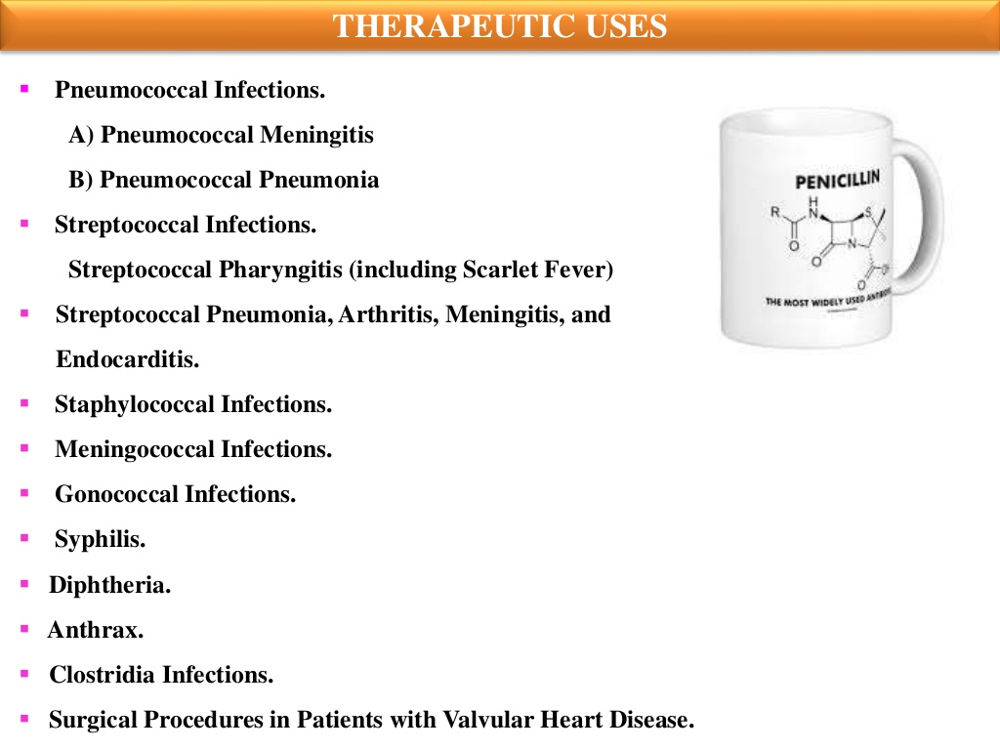 THERAPEUTIC USES
▪ Pneumococcal Infections.
A) Pneumococcal Meningitis
B) Pneumococcal Pneumonia
▪ Streptococcal Infections.
Streptococcal Pharyngitis (including Scarlet Fever)
▪ Streptococcal Pneumonia, Arthritis, Meningitis, and
Endocarditis.
▪ Staphylococcal Infections.
▪ Meningococcal Infections.
▪ Gonococcal Infections.
▪ Syphilis.
▪ Diphtheria.
▪ Anthrax.
▪ Clostridia Infections.
▪ Surgical Procedures in Patients with Valvular Heart Disease.
PENICILLIN
H
R N S
O N
O OH
O
THE MOST WIDELY USED